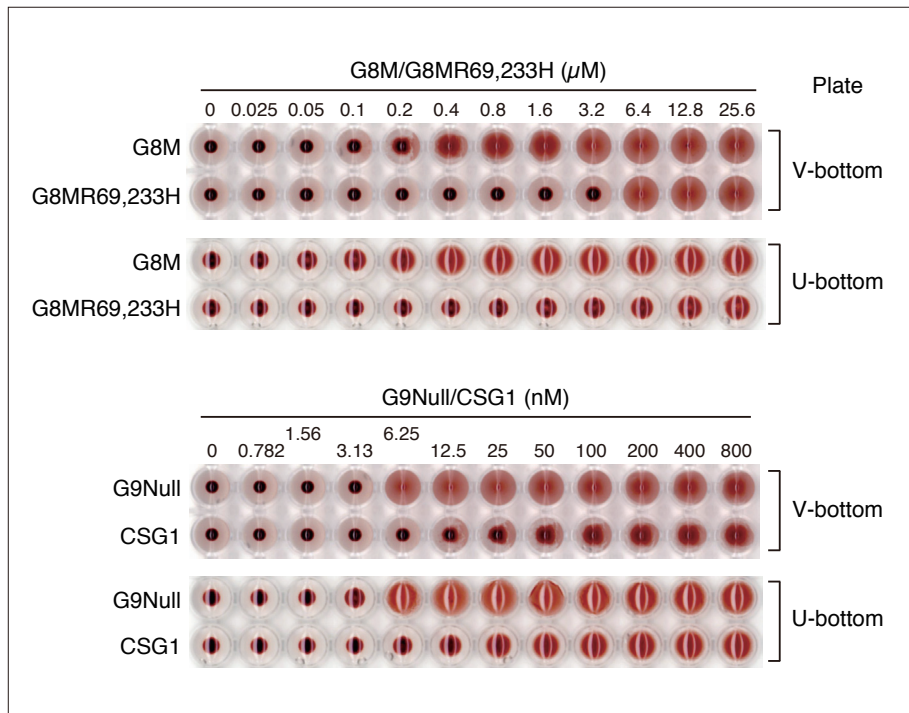 G8M/G8MR69,233H (µM)
Plate
0 0.025 0.05 0.1 0.2 0.4 0.8 1.6 3.2 6.4 12.8 25.6
G8M
V-bottom
G8MR69,233H
G8M
U-bottom
G8MR69,233H
G9Null/CSG1 (nM)
1.56 6.25
0 0.782 3.13 12.5 25 50 100 200 400 800
G9Null
V-bottom
CSG1
G9Null
U-bottom
CSG1